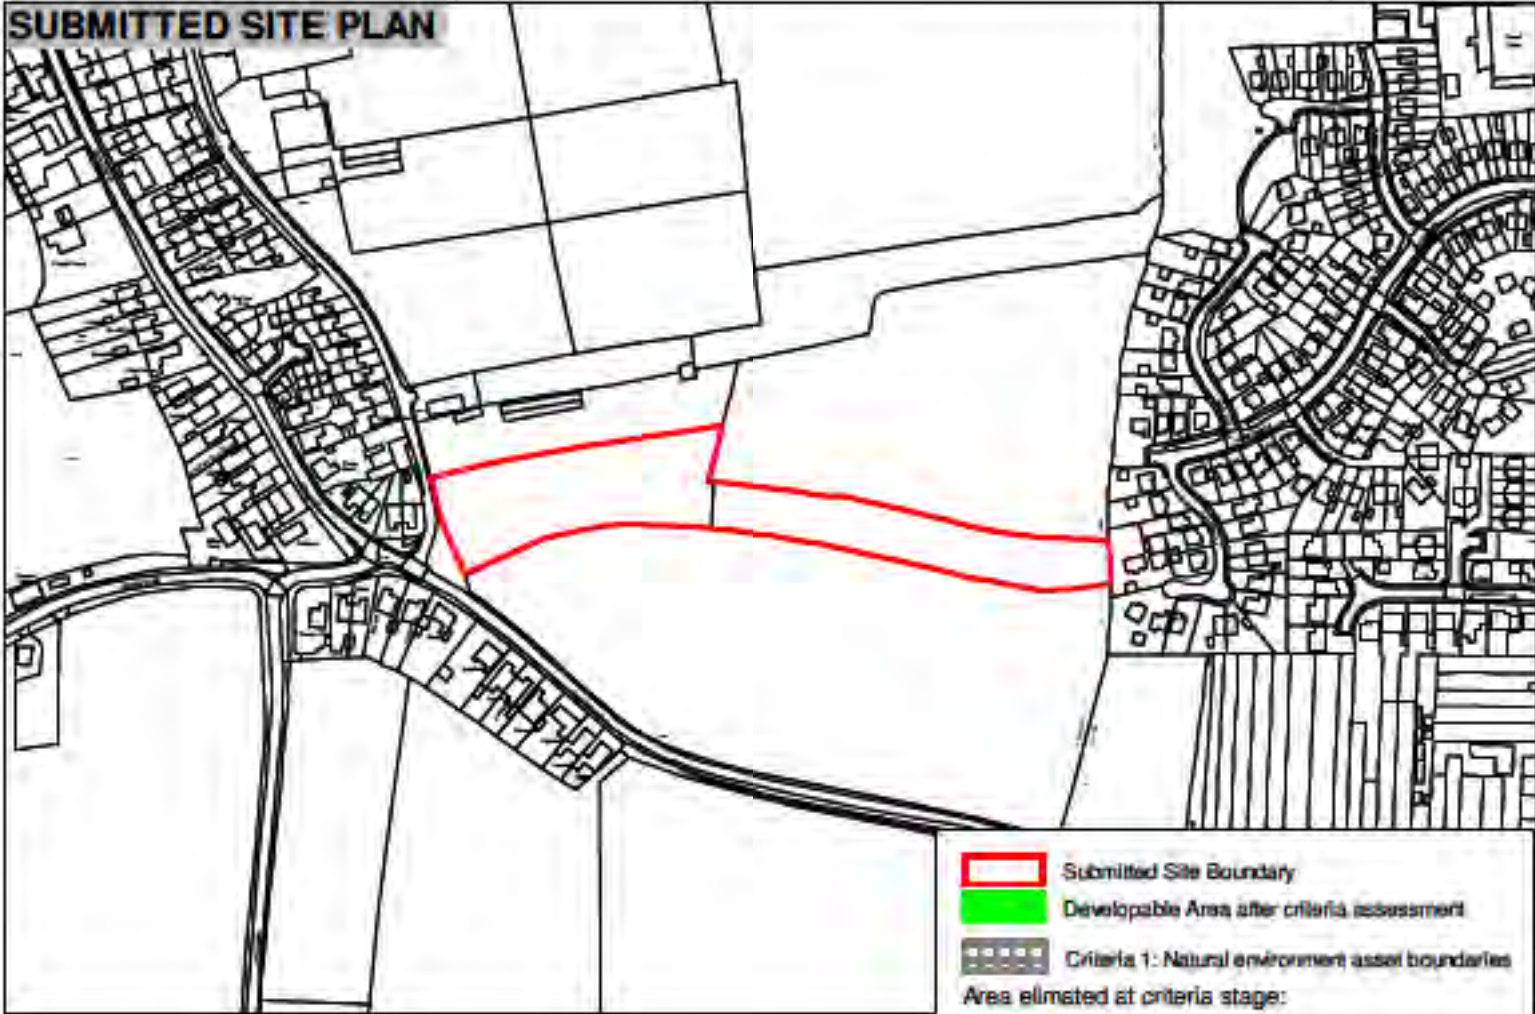 SUBMITTED SITE PLAN
Submitted Site Boundary
Developable Area after criteria assessment
Criteria 1: Natural environment asset boundaries
Area elimated at criteria stage: